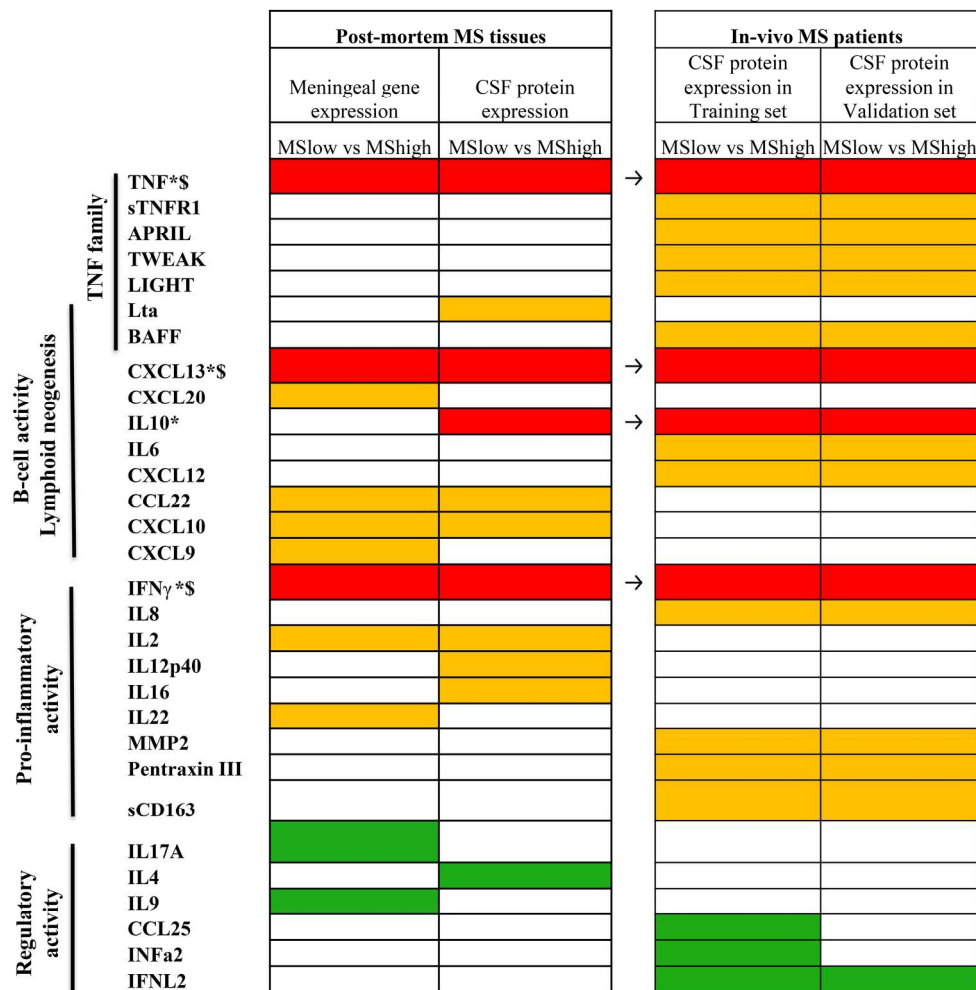 Post-mortem MS tissues
In-vivo MS patients
Meningeal gene
expression
CSF protein
expression
CSF protein
expression in
Training set
CSF protein
expression in
Validation set
MSlow vs MShigh
MSlow vs MShigh
MSlow vs MShigh
MSlow vs MShigh
TNF family
TNF*$
→
sTNFR1
APRIL
TWEAK
LIGHT
Lta
BAFF
B-cell activity
Lymphoid neogenesis
CXCL13*$
→
CXCL20
IL10*
→
IL6
CXCL12
CCL22
CXCL10
CXCL9
Pro-inflammatory
activity
IFNγ*$
→
IL8
IL2
IL12p40
IL16
IL22
MMP2
Pentraxin III
sCD163
Regulatory
activity
IL17A
IL4
IL9
CCL25
INFa2
IFNL2